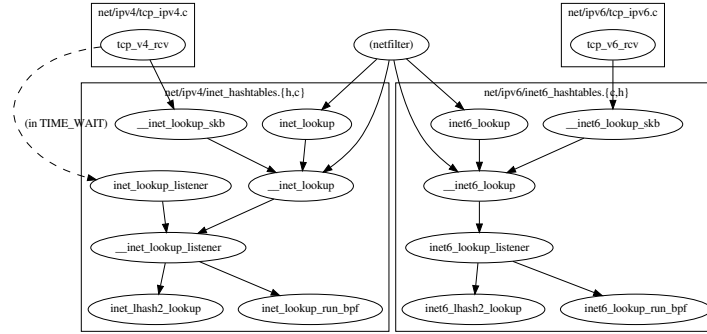 net/ipv4/tcp_ipv4.c
net/ipv6/tcp_ipv6.c
tcp_v4_rcv
(netfilter)
tcp_v6_rcv
net/ipv4/inet_hashtables.{h,c}
net/ipv6/inet6_hashtables.{c,h}
(in TIME_WAIT)
__inet_lookup_skb
inet_lookup
inet6_lookup
__inet6_lookup_skb
inet_lookup_listener
__inet_lookup
__inet6_lookup
__inet_lookup_listener
inet6_lookup_listener
inet_lhash2_lookup
inet_lookup_run_bpf
inet6_lhash2_lookup
inet6_lookup_run_bpf